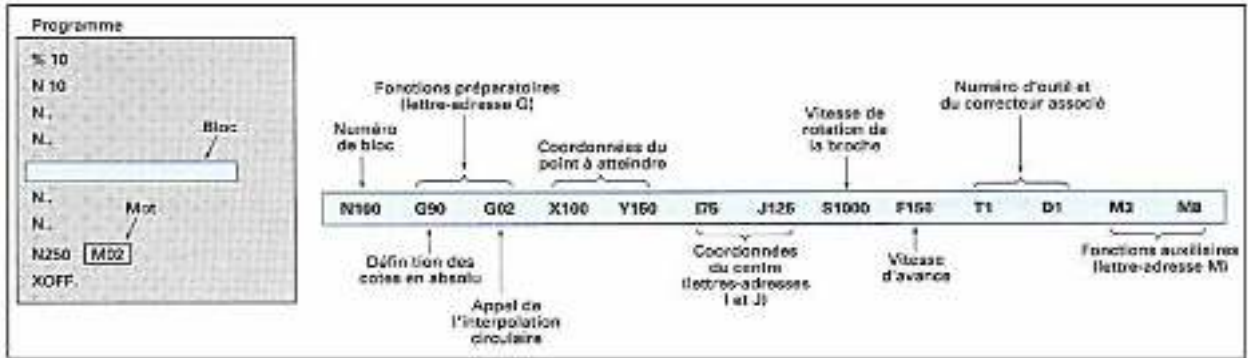 Programme
% 10
N 10
N..
N..
Bloc
N..
Mot
N..
N250 M02
XOFF.
Fonctions préparatoires
(lettre-adresse G)
Numéro
de bloc
Coordonnées du
point à atteindre
Vitesse de
rotation de
la broche
Numéro d'outil et
du correcteur associé
N160 G90 G02 X100 Y150 I75 J125 S1000 F150 T1 D1 M3 M8
Définition des
cotes en absolu
Appel de
l'interpolation
circulaire
Coordonnées
du centre
(lettres-adresses
I et J)
Vitesse
d'avance
Fonctions auxiliaires
(lettre-adresse M)